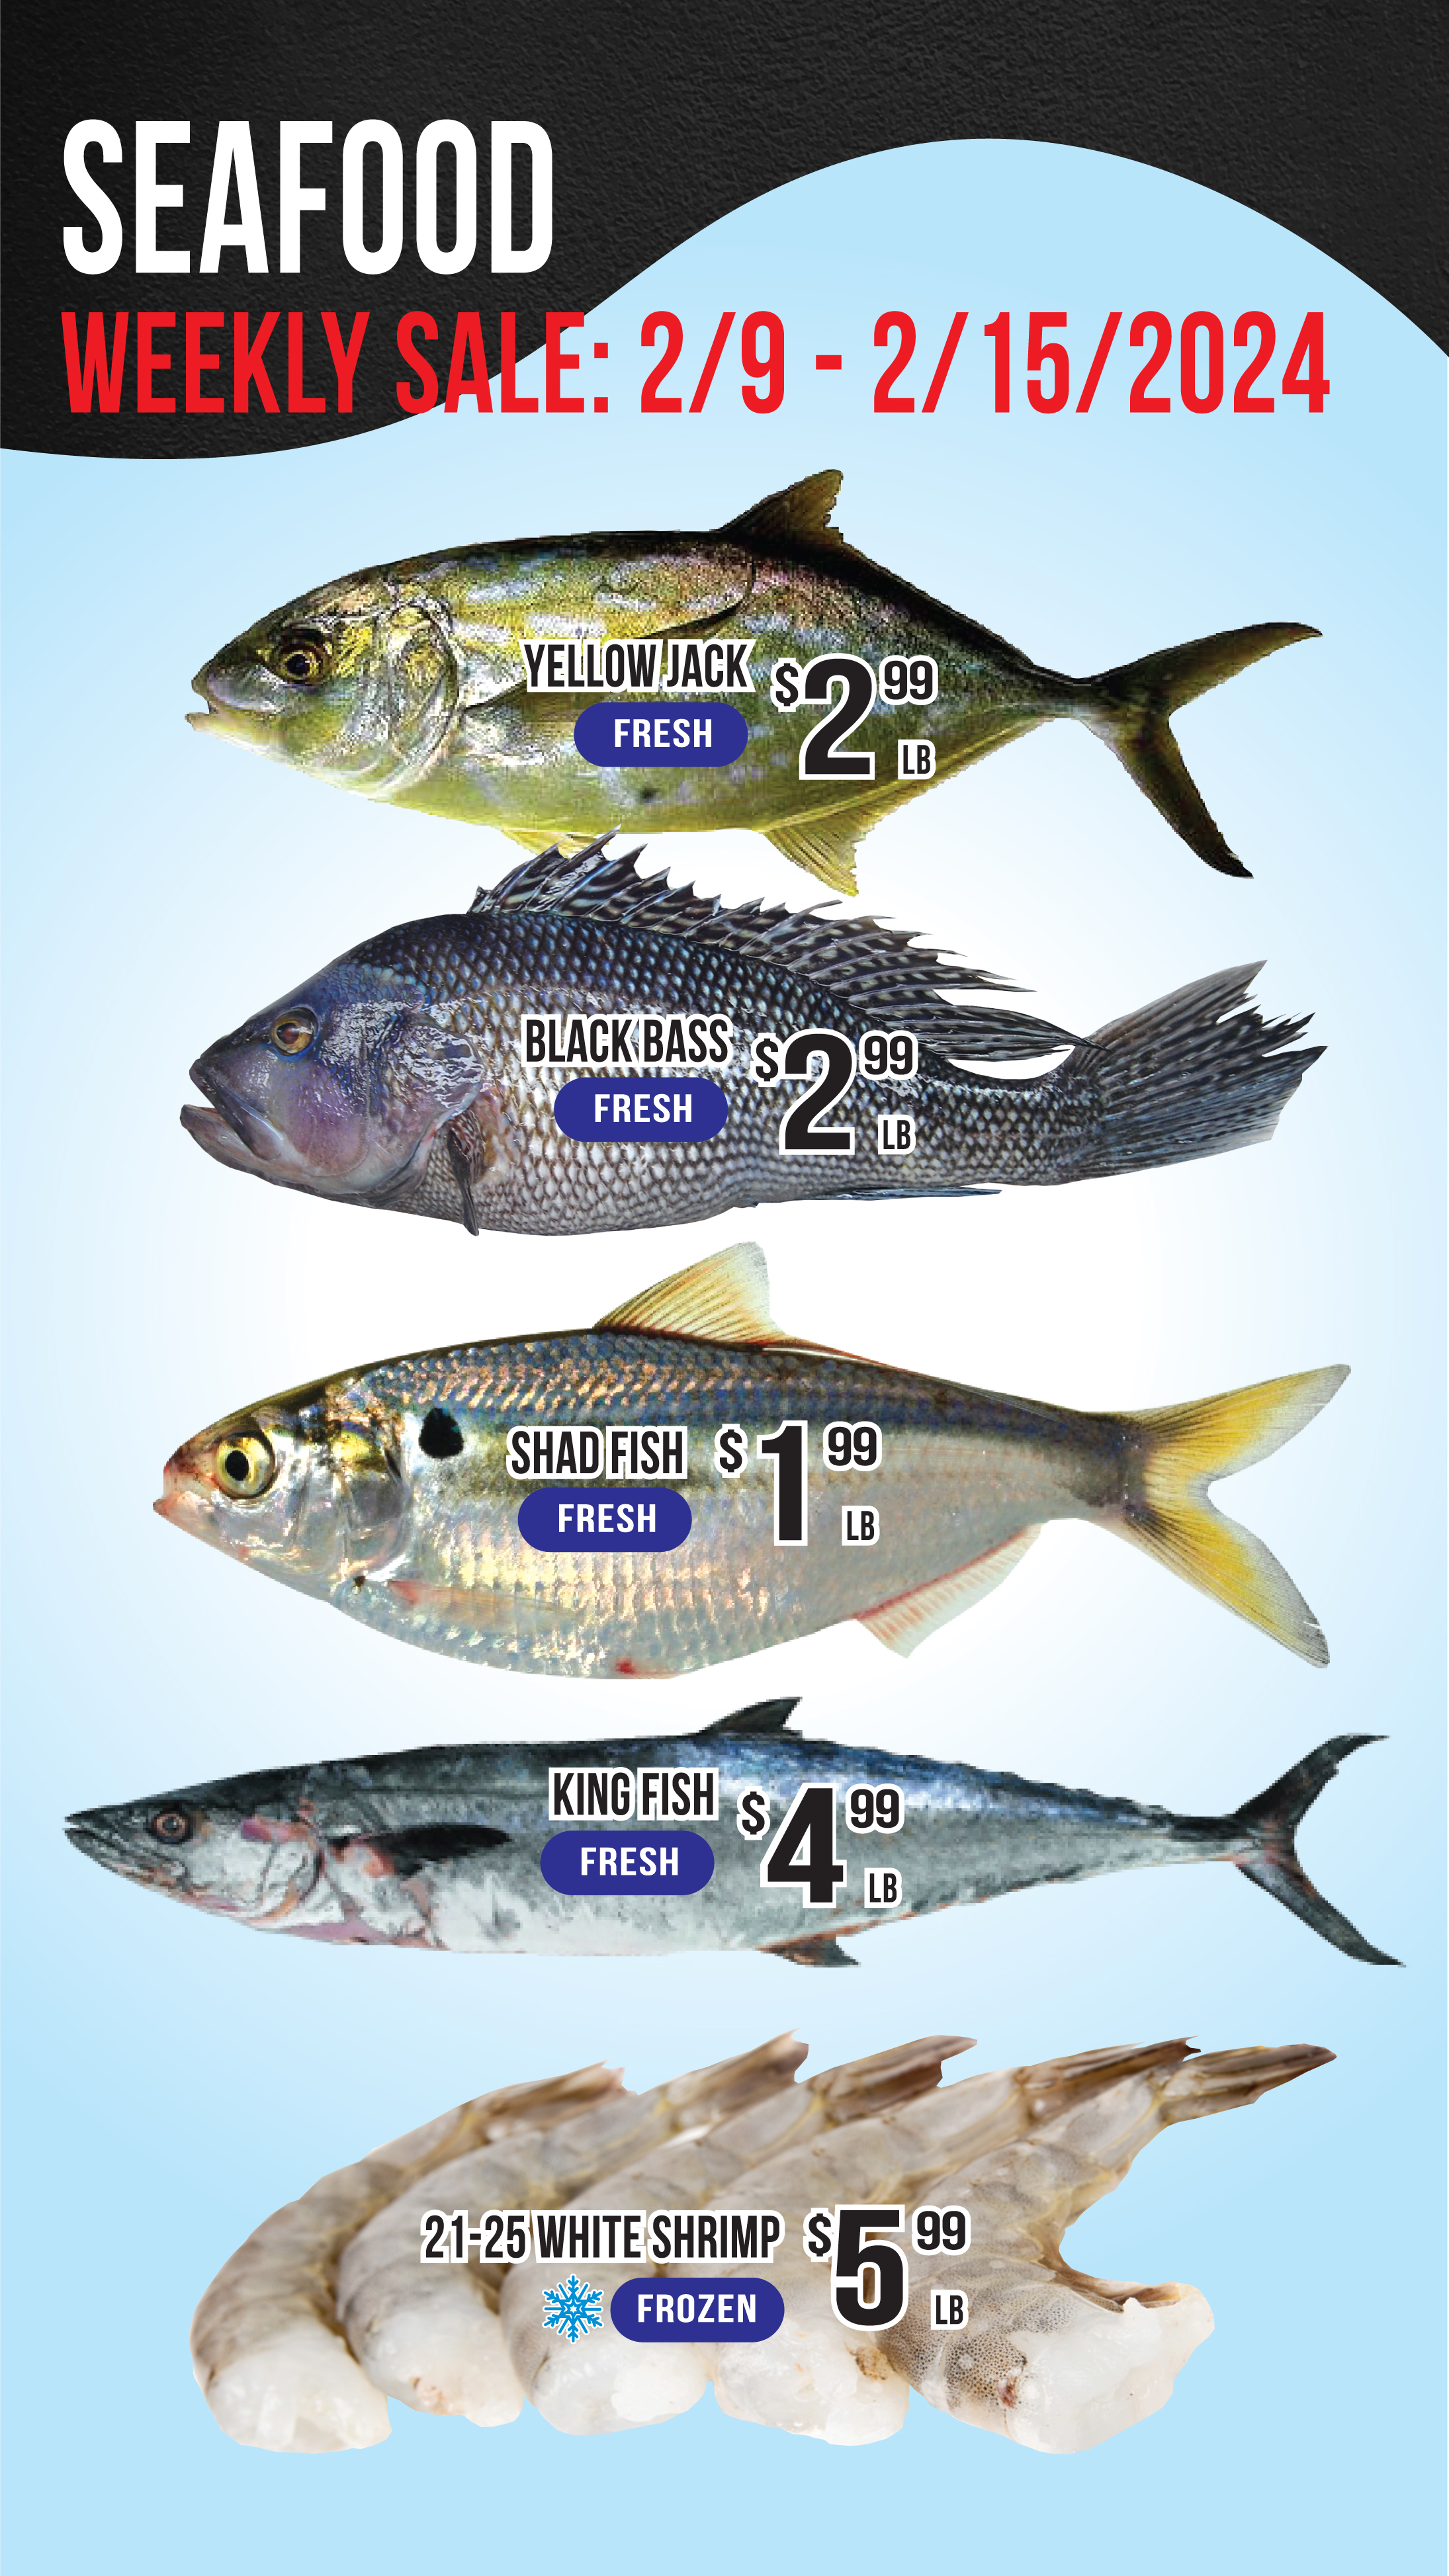 SEAFOOD
WEEKLY SALE: 2/9 - 2/15/2024
YELLOW JACK $2 99
FRESH LB
BLACK BASS $2 99
FRESH LB
SHAD FISH $1 99
FRESH LB
KING FISH $4 99
FRESH LB
21-25 WHITE SHRIMP $5 99
FROZEN LB